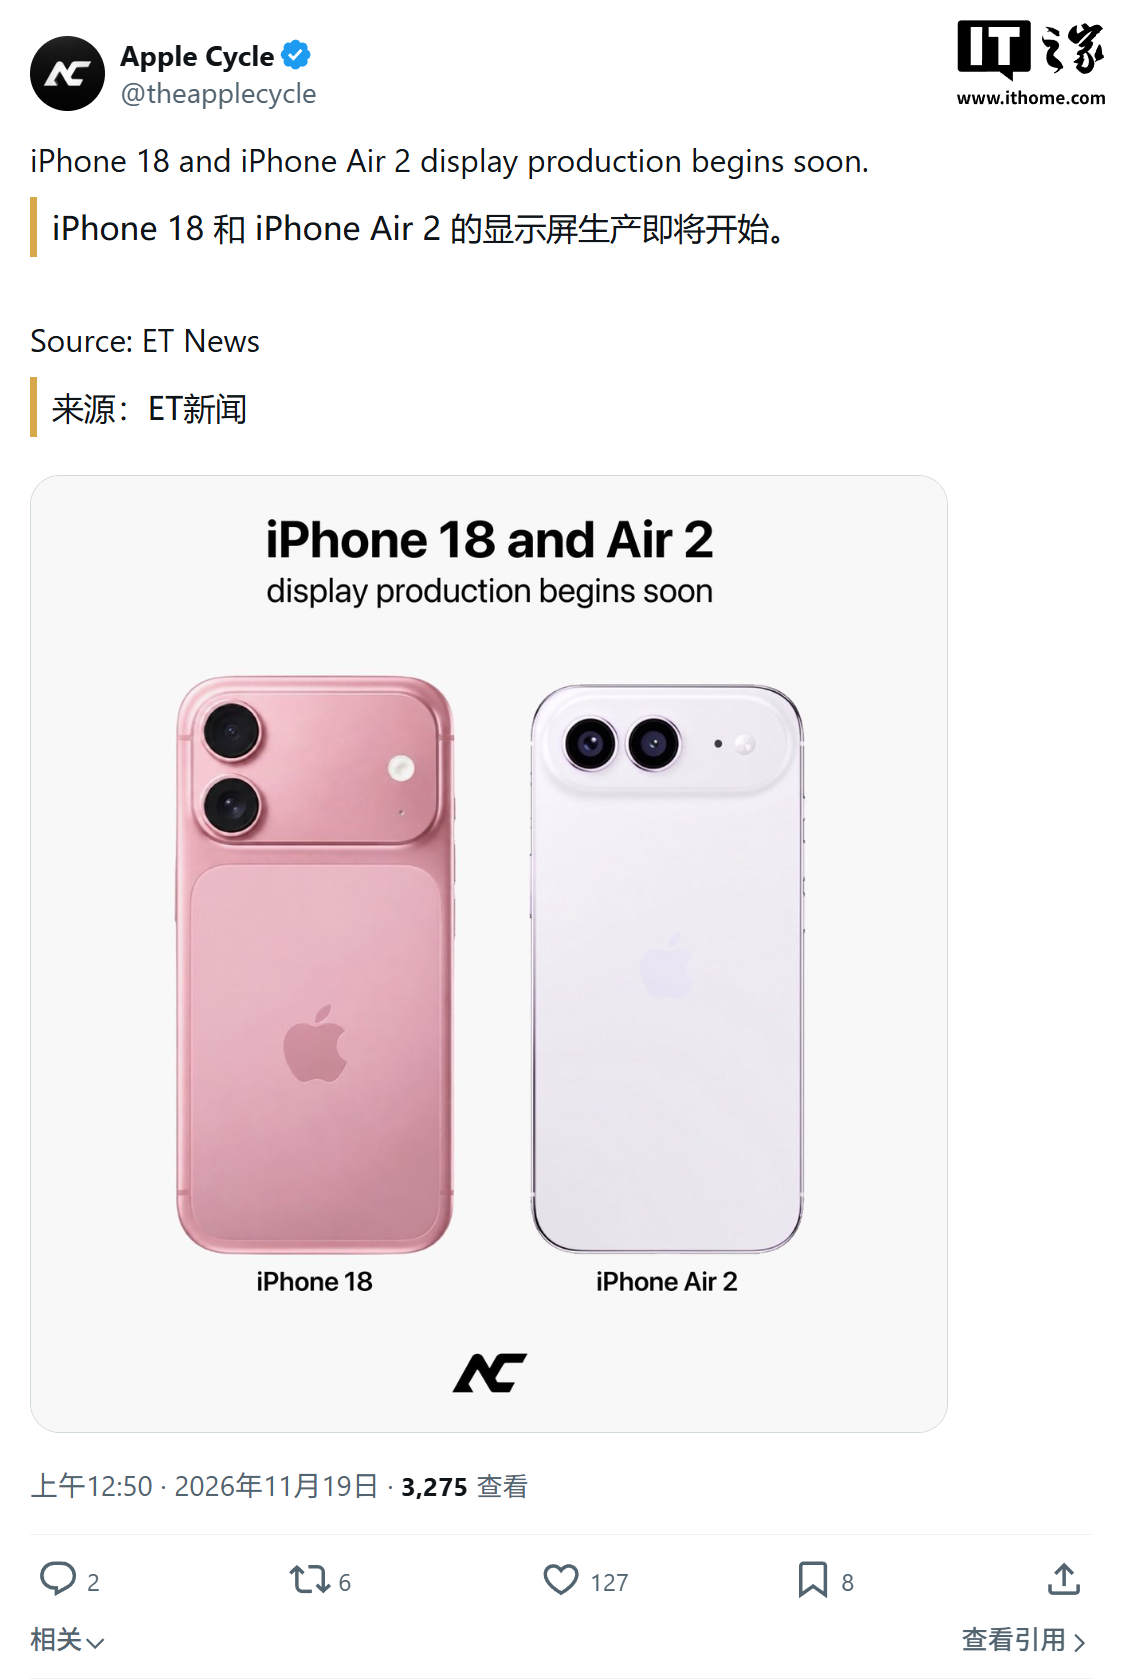 Apple Cycle
@theapplecycle
IT之家
www.ithome.com
iPhone 18 and iPhone Air 2 display production begins soon.
iPhone 18 和 iPhone Air 2 的显示屏生产即将开始。
Source: ET News
来源：ET新闻
iPhone 18 and Air 2
display production begins soon
iPhone 18
iPhone Air 2
上午12:50 · 2026年11月19日 · 3,275 查看
2
6
127
8
相关
查看引用